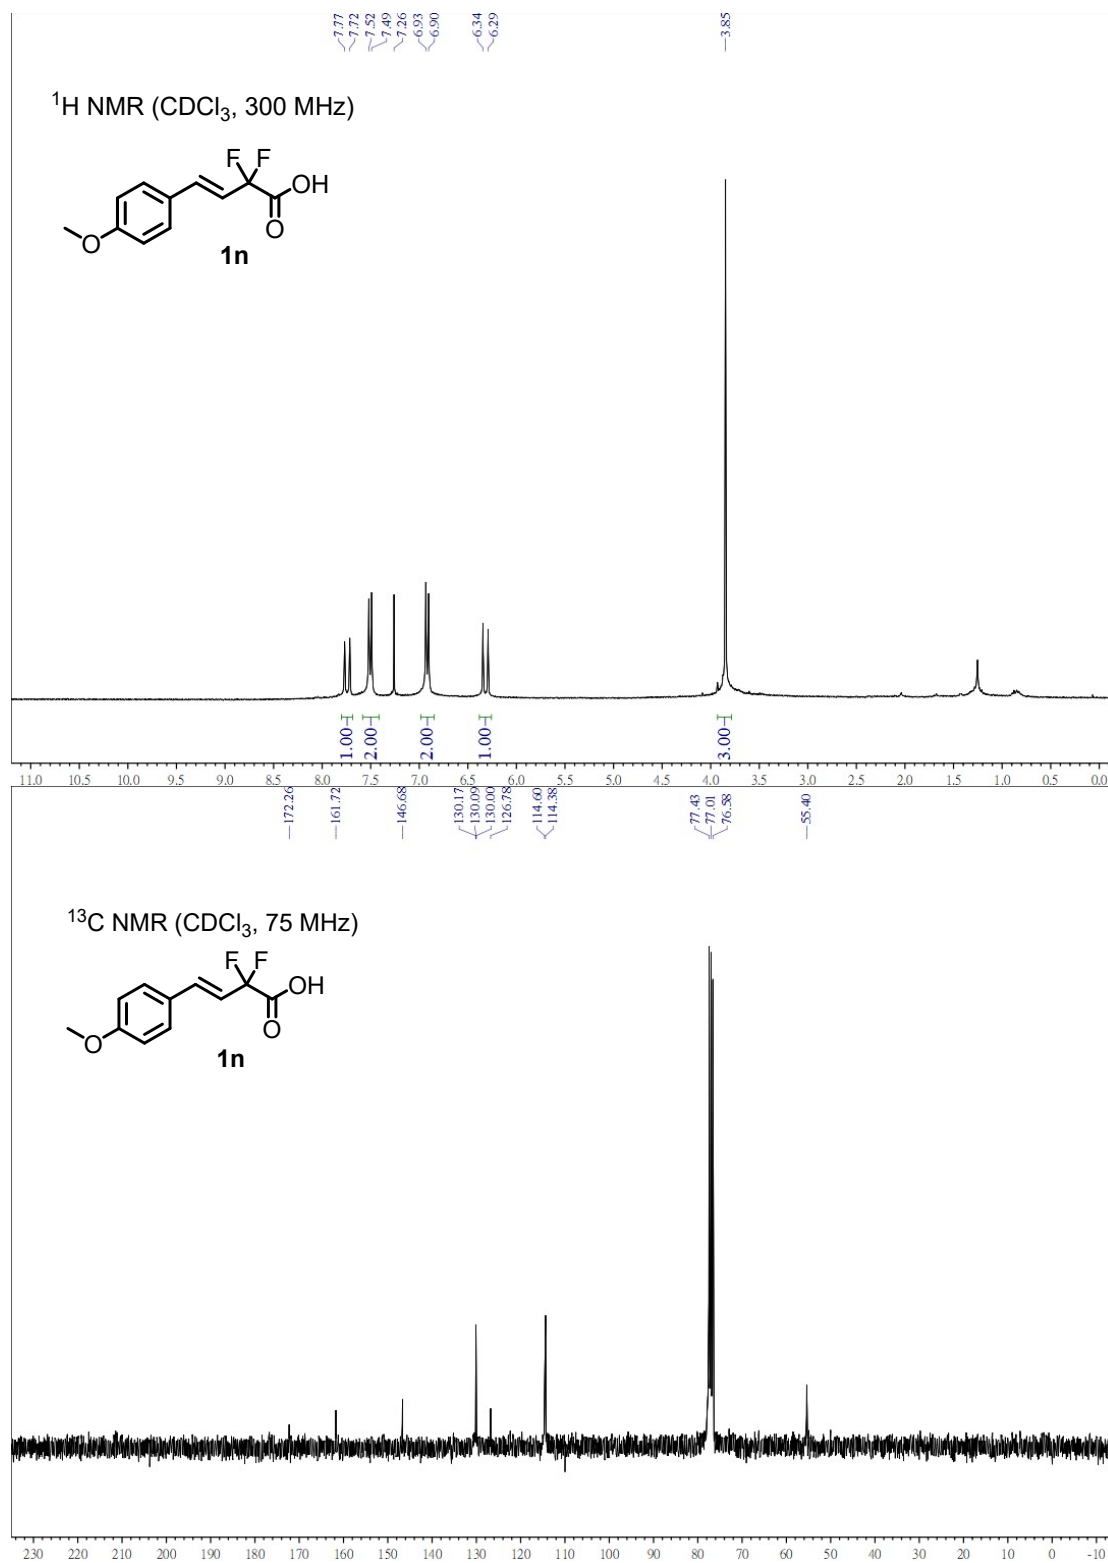 7.77 7.72 7.52 7.49 7.26 6.93 6.90 6.34 6.29 3.85
¹H NMR (CDCl₃, 300 MHz)
F F
OH
O
O
1n
1.00 2.00 2.00 1.00 3.00
11.0 10.5 10.0 9.5 9.0 8.5 8.0 7.5 7.0 6.5 6.0 5.5 5.0 4.5 4.0 3.5 3.0 2.5 2.0 1.5 1.0 0.5 0.0
172.26 161.72 146.68 130.17 130.09 130.00 126.78 114.60 114.38 77.43 77.01 76.58 55.40
¹³C NMR (CDCl₃, 75 MHz)
F F
OH
O
O
1n
230 220 210 200 190 180 170 160 150 140 130 120 110 100 90 80 70 60 50 40 30 20 10 0 -10